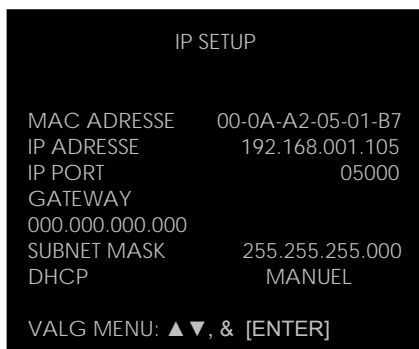 IP SETUP
MAC ADRESSE 00-0A-A2-05-01-B7
IP ADRESSE 192.168.001.105
IP PORT 05000
GATEWAY
000.000.000.000
SUBNET MASK 255.255.255.000
DHCP MANUEL
VALG MENU: ▲▼, & [ENTER]